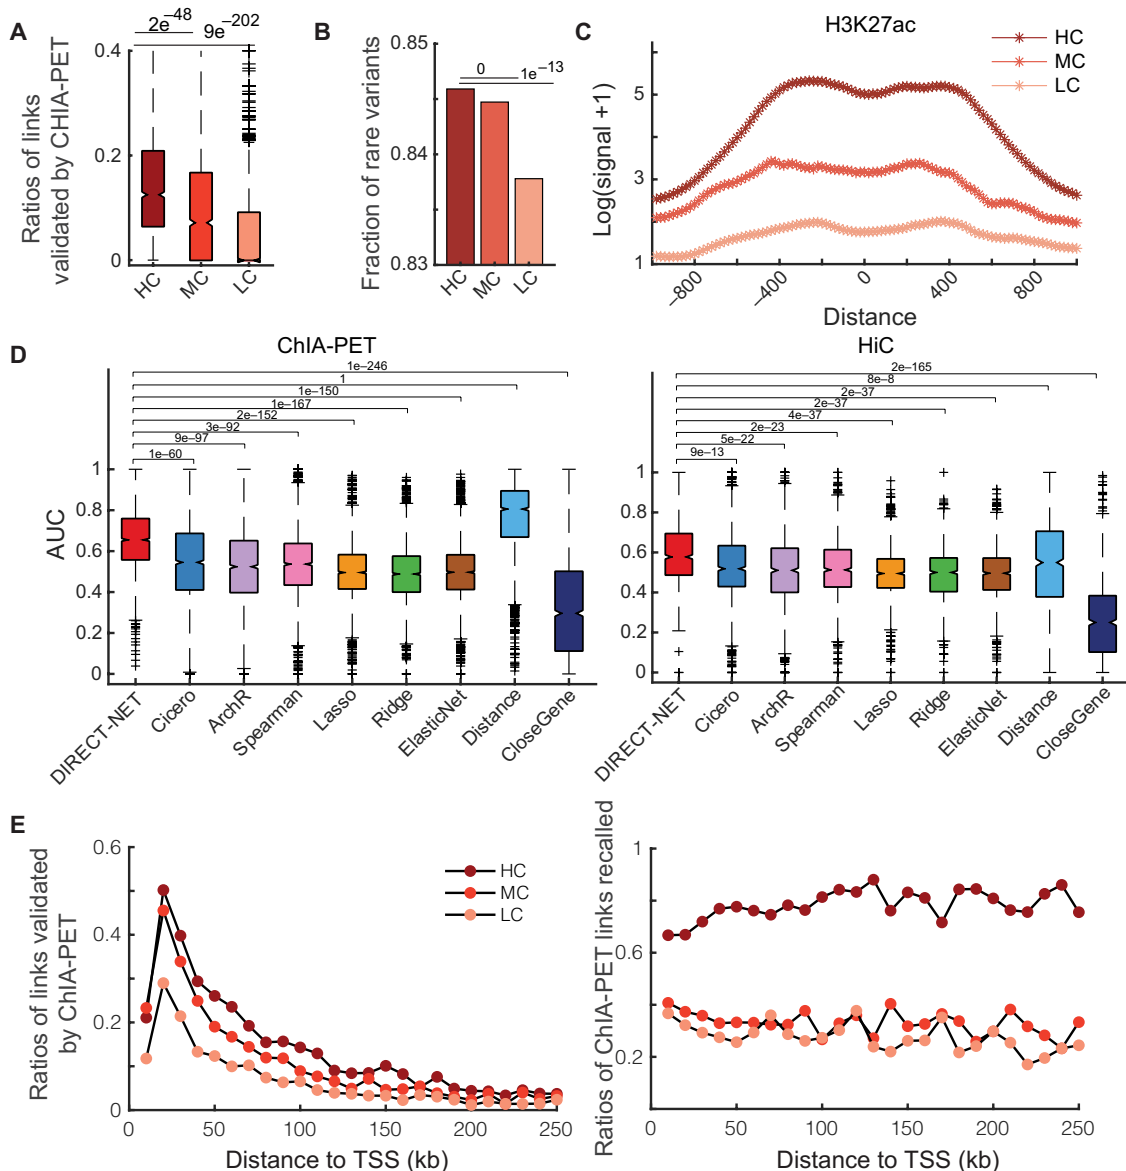 A
2e–48
9e–202
Ratios of links
validated by CHIA-PET
0.4
0.2
0
HC
MC
LC
B
Fraction of rare variants
0.85
0.84
0.83
0
1e–13
HC
MC
LC
C
H3K27ac
HC
MC
LC
Log(signal +1)
5
3
1
–800
–400
0
400
800
Distance
D
ChIA-PET
1e–246
1
1e–150
1e–167
2e–152
3e–92
9e–97
1e–60
AUC
1
0.8
0.6
0.4
0.2
0
DIRECT-NET
Cicero
ArchR
Spearman
Lasso
Ridge
ElasticNet
Distance
CloseGene
HiC
2e–165
8e–8
2e–37
2e–37
4e–37
2e–23
5e–22
9e–13
1
0.8
0.6
0.4
0.2
0
DIRECT-NET
Cicero
ArchR
Spearman
Lasso
Ridge
ElasticNet
Distance
CloseGene
E
Ratios of links validated
by ChIA-PET
0.6
0.4
0.2
0
HC
MC
LC
0
50
100
150
200
250
Distance to TSS (kb)
Ratios of ChIA-PET links recalled
1
0.6
0.2
0
50
100
150
200
250
Distance to TSS (kb)